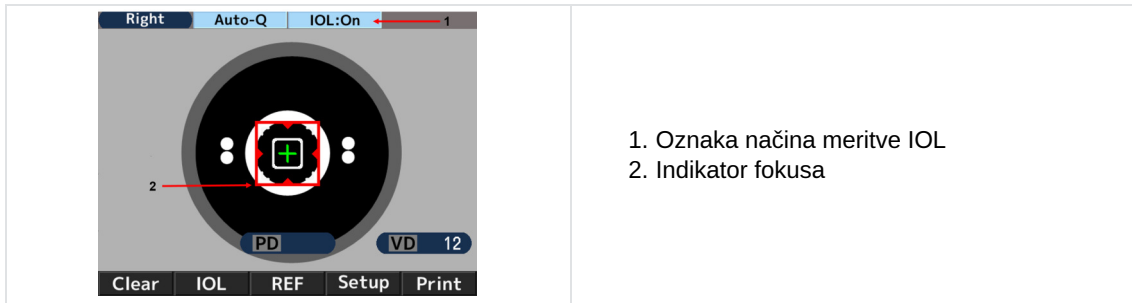 Right Auto-Q IOL:On 1
2
PD VD 12
Clear IOL REF Setup Print
1. Oznaka načina meritve IOL
2. Indikator fokusa